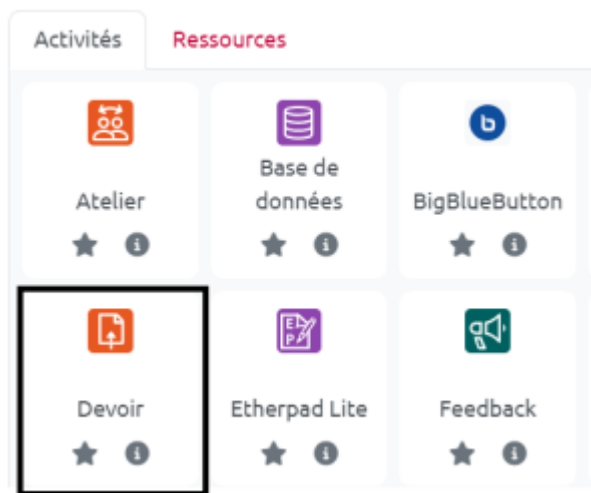 Activités Ressources
Base de
Atelier données BigBlueButton
Devoir Etherpad Lite Feedback